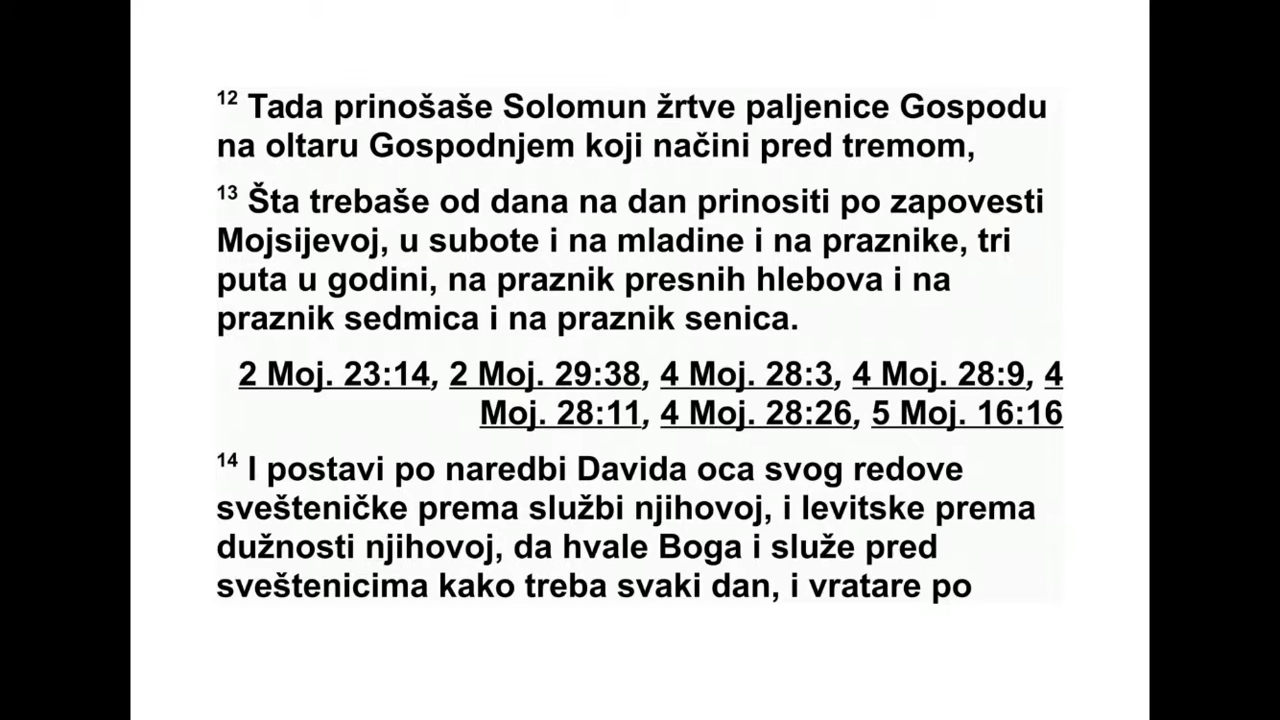 12 Tada prinošaše Solomun žrtve paljenice Gospodu
na oltaru Gospodnjem koji načini pred tremom,
13 Šta trebaše od dana na dan prinositi po zapovesti
Mojsijevoj, u subote i na mladine i na praznike, tri
puta u godini, na praznik presnih hlebova i na
praznik sedmica i na praznik senica.
2 Moj. 23:14, 2 Moj. 29:38, 4 Moj. 28:3, 4 Moj. 28:9, 4
Moj. 28:11, 4 Moj. 28:26, 5 Moj. 16:16
14 I postavi po naredbi Davida oca svog redove
svešteničke prema službi njihovoj, i levitske prema
dužnosti njihovoj, da hvale Boga i služe pred
sveštenicima kako treba svaki dan, i vratare po